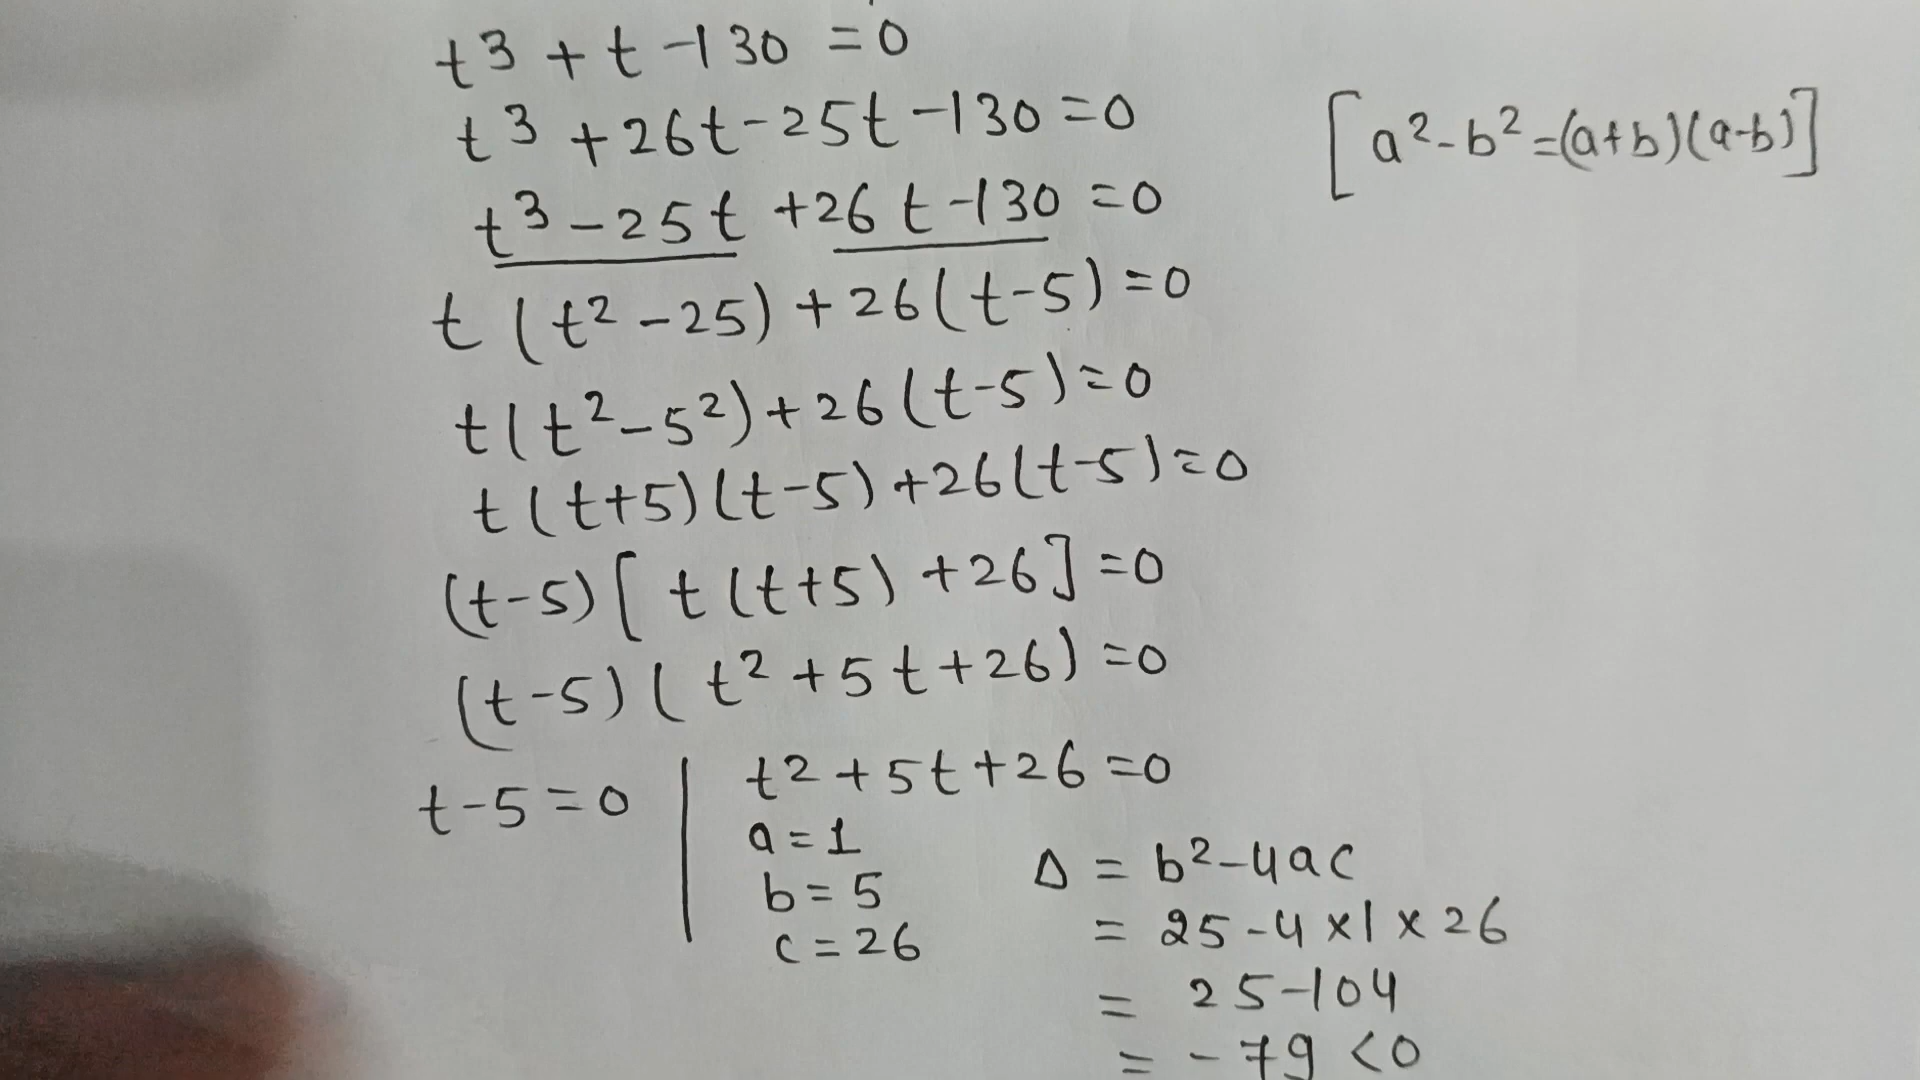 t³ + t - 130 = 0
t³ + 26t - 25t - 130 = 0
[a² - b² = (a+b)(a-b)]
t³ - 25t + 26t - 130 = 0
t(t² - 25) + 26(t-5) = 0
t(t² - 5²) + 26(t-5) = 0
t(t+5)(t-5) + 26(t-5) = 0
(t-5)[t(t+5) + 26] = 0
(t-5)(t² + 5t + 26) = 0
t-5 = 0
t² + 5t + 26 = 0
a = 1
b = 5
c = 26
Δ = b² - 4ac
= 25 - 4 × 1 × 26
= 25 - 104
= -79 < 0